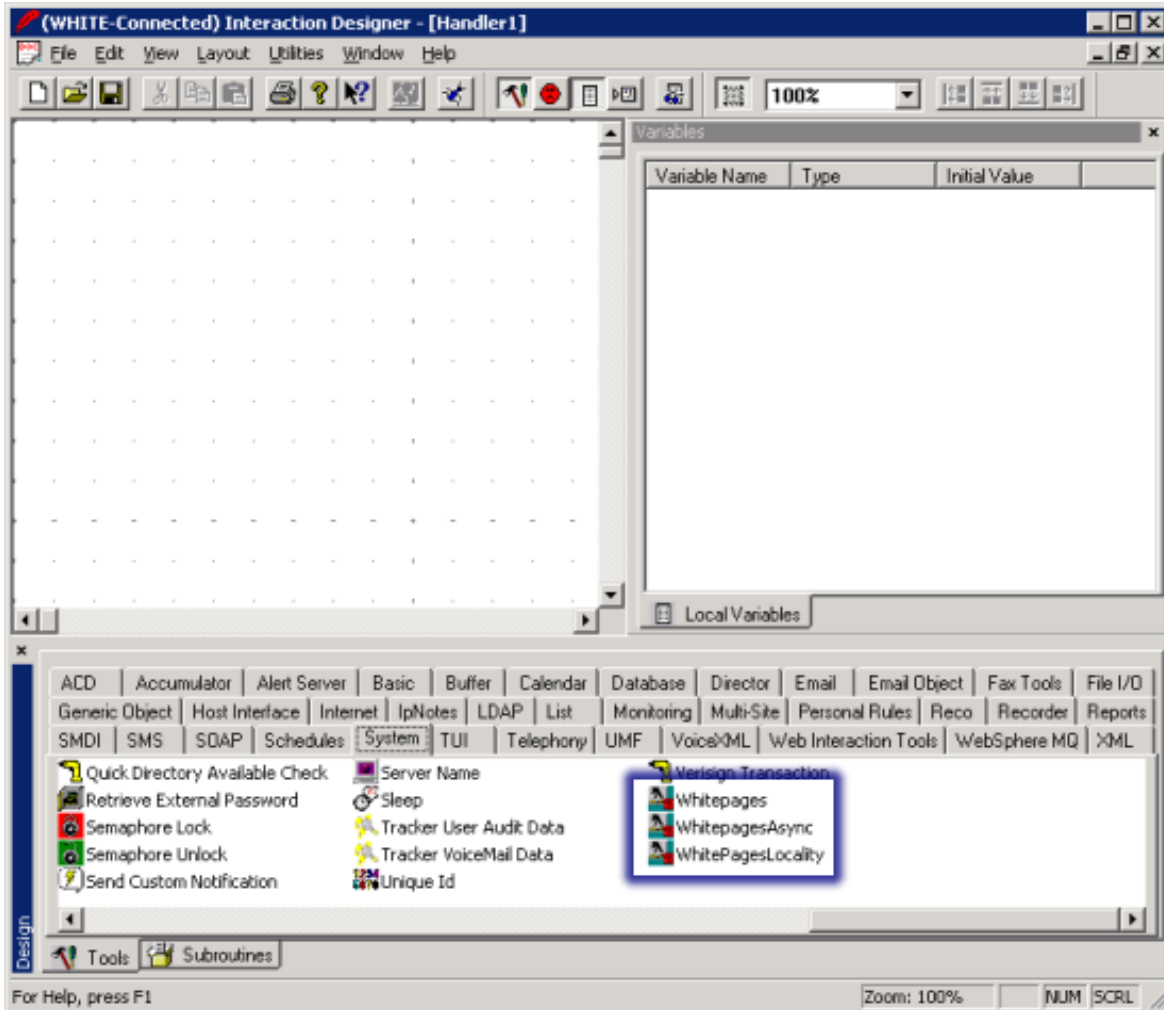 (WHITE-Connected) Interaction Designer - [Handler1]
File Edit View Layout Utilities Window Help
100%
Variables
Variable Name Type Initial Value
Local Variables
ACD Accumulator Alert Server Basic Buffer Calendar Database Director Email Email Object Fax Tools File I/O
Generic Object Host Interface Internet IpNotes LDAP List Monitoring Multi-Site Personal Rules Reco Recorder Reports
SMDI SMS SOAP Schedules System TUI Telephony UMF VoiceXML Web Interaction Tools WebSphere MQ XML
Quick Directory Available Check Server Name Verisign Transaction
Retrieve External Password Sleep Whitepages
Semaphore Lock Tracker User Audit Data WhitepagesAsync
Semaphore Unlock Tracker VoiceMail Data WhitePagesLocality
Send Custom Notification Unique Id
Design
Tools Subroutines
For Help, press F1 Zoom: 100% NUM SCRL